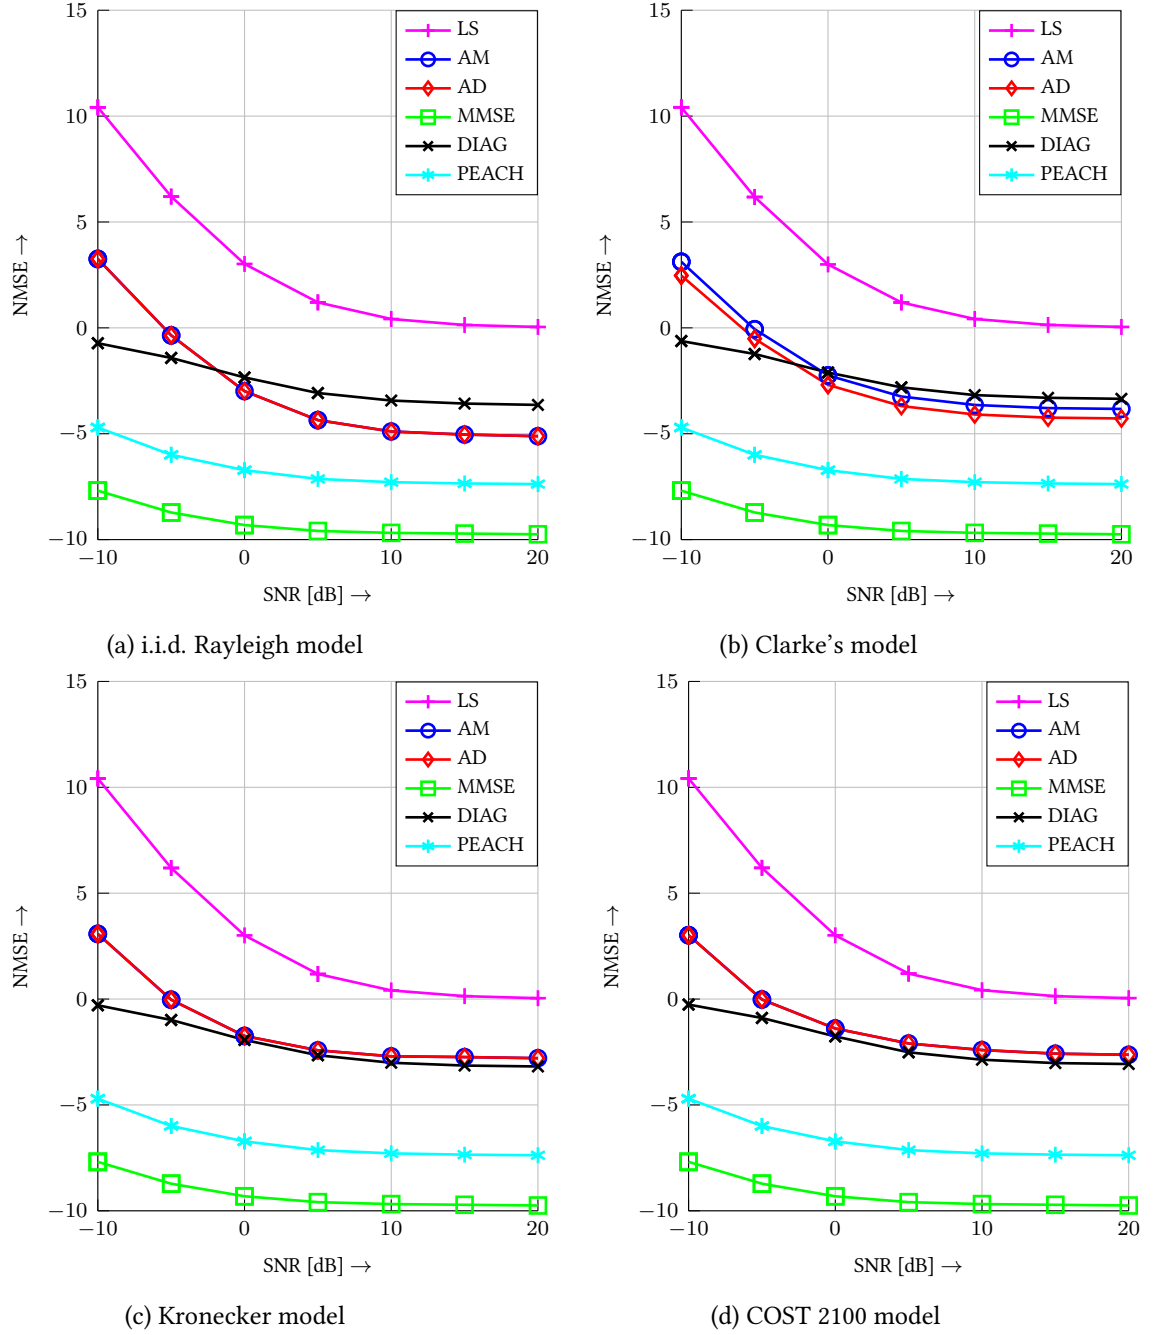 15
10
5
0
−5
−10
NMSE →
LS
AM
AD
MMSE
DIAG
PEACH
−10 0 10 20
SNR [dB] →
(a) i.i.d. Rayleigh model
15
10
5
0
−5
−10
NMSE →
LS
AM
AD
MMSE
DIAG
PEACH
−10 0 10 20
SNR [dB] →
(b) Clarke’s model
15
10
5
0
−5
−10
NMSE →
LS
AM
AD
MMSE
DIAG
PEACH
−10 0 10 20
SNR [dB] →
(c) Kronecker model
15
10
5
0
−5
−10
NMSE →
LS
AM
AD
MMSE
DIAG
PEACH
−10 0 10 20
SNR [dB] →
(d) COST 2100 model